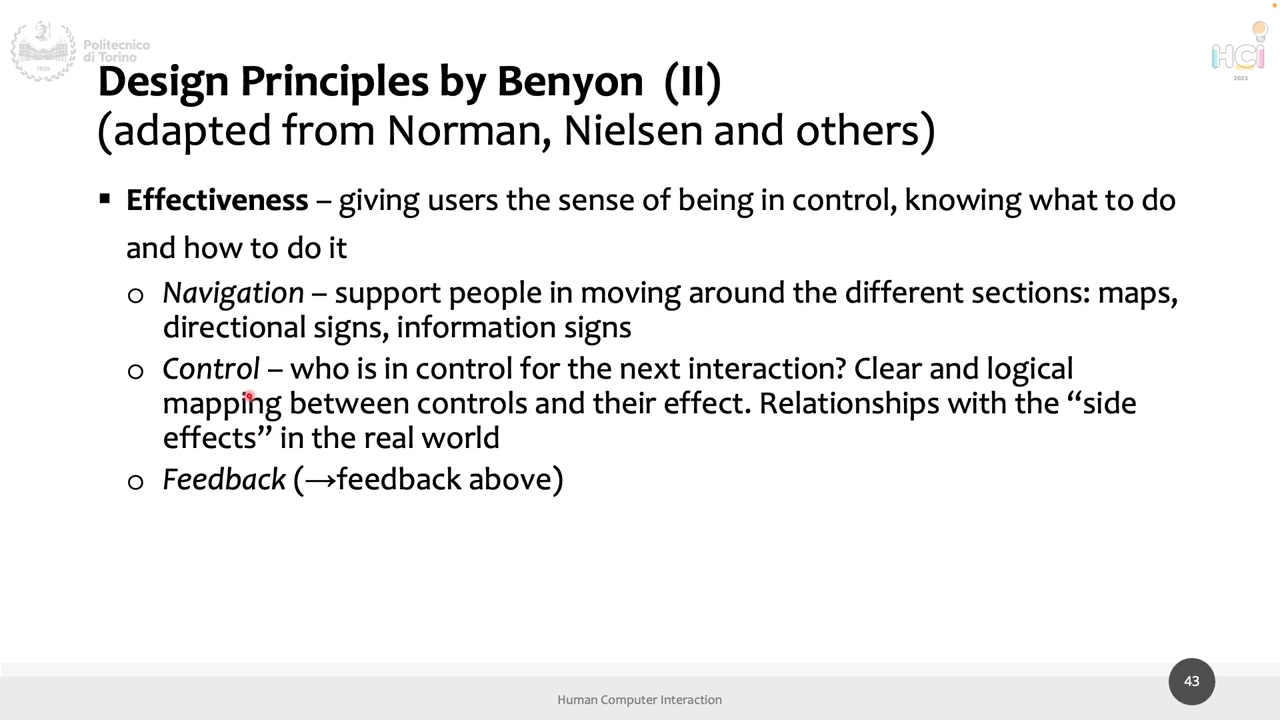 Politecnico
di Torino
1859
HCI
2023
Design Principles by Benyon (II)
(adapted from Norman, Nielsen and others)
▪ Effectiveness – giving users the sense of being in control, knowing what to do
and how to do it
o Navigation – support people in moving around the different sections: maps,
directional signs, information signs
o Control – who is in control for the next interaction? Clear and logical
mapping between controls and their effect. Relationships with the “side
effects” in the real world
o Feedback (→feedback above)
Human Computer Interaction
43